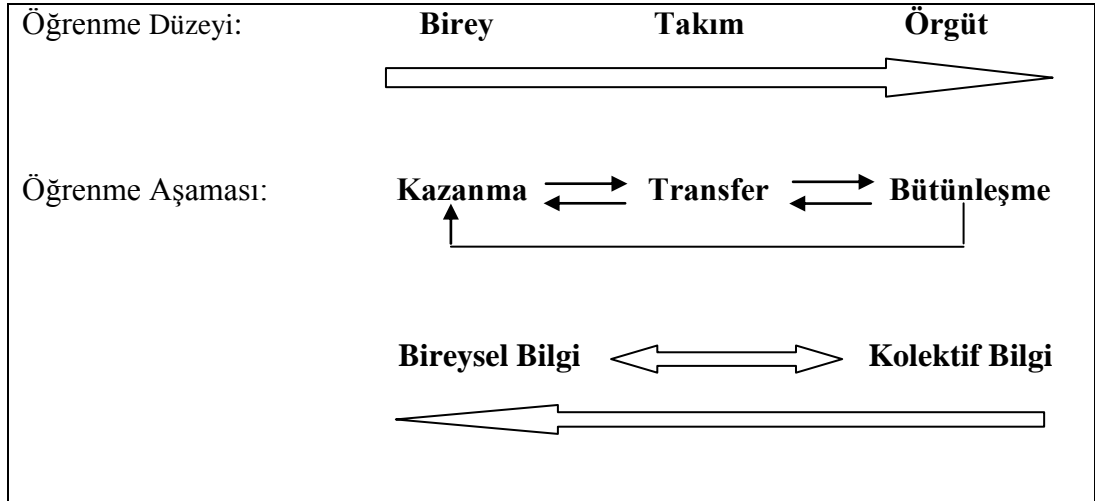 Öğrenme Düzeyi: Birey Takım Örgüt
Öğrenme Aşaması: Kazanma Transfer Bütünleşme
Bireysel Bilgi Kolektif Bilgi